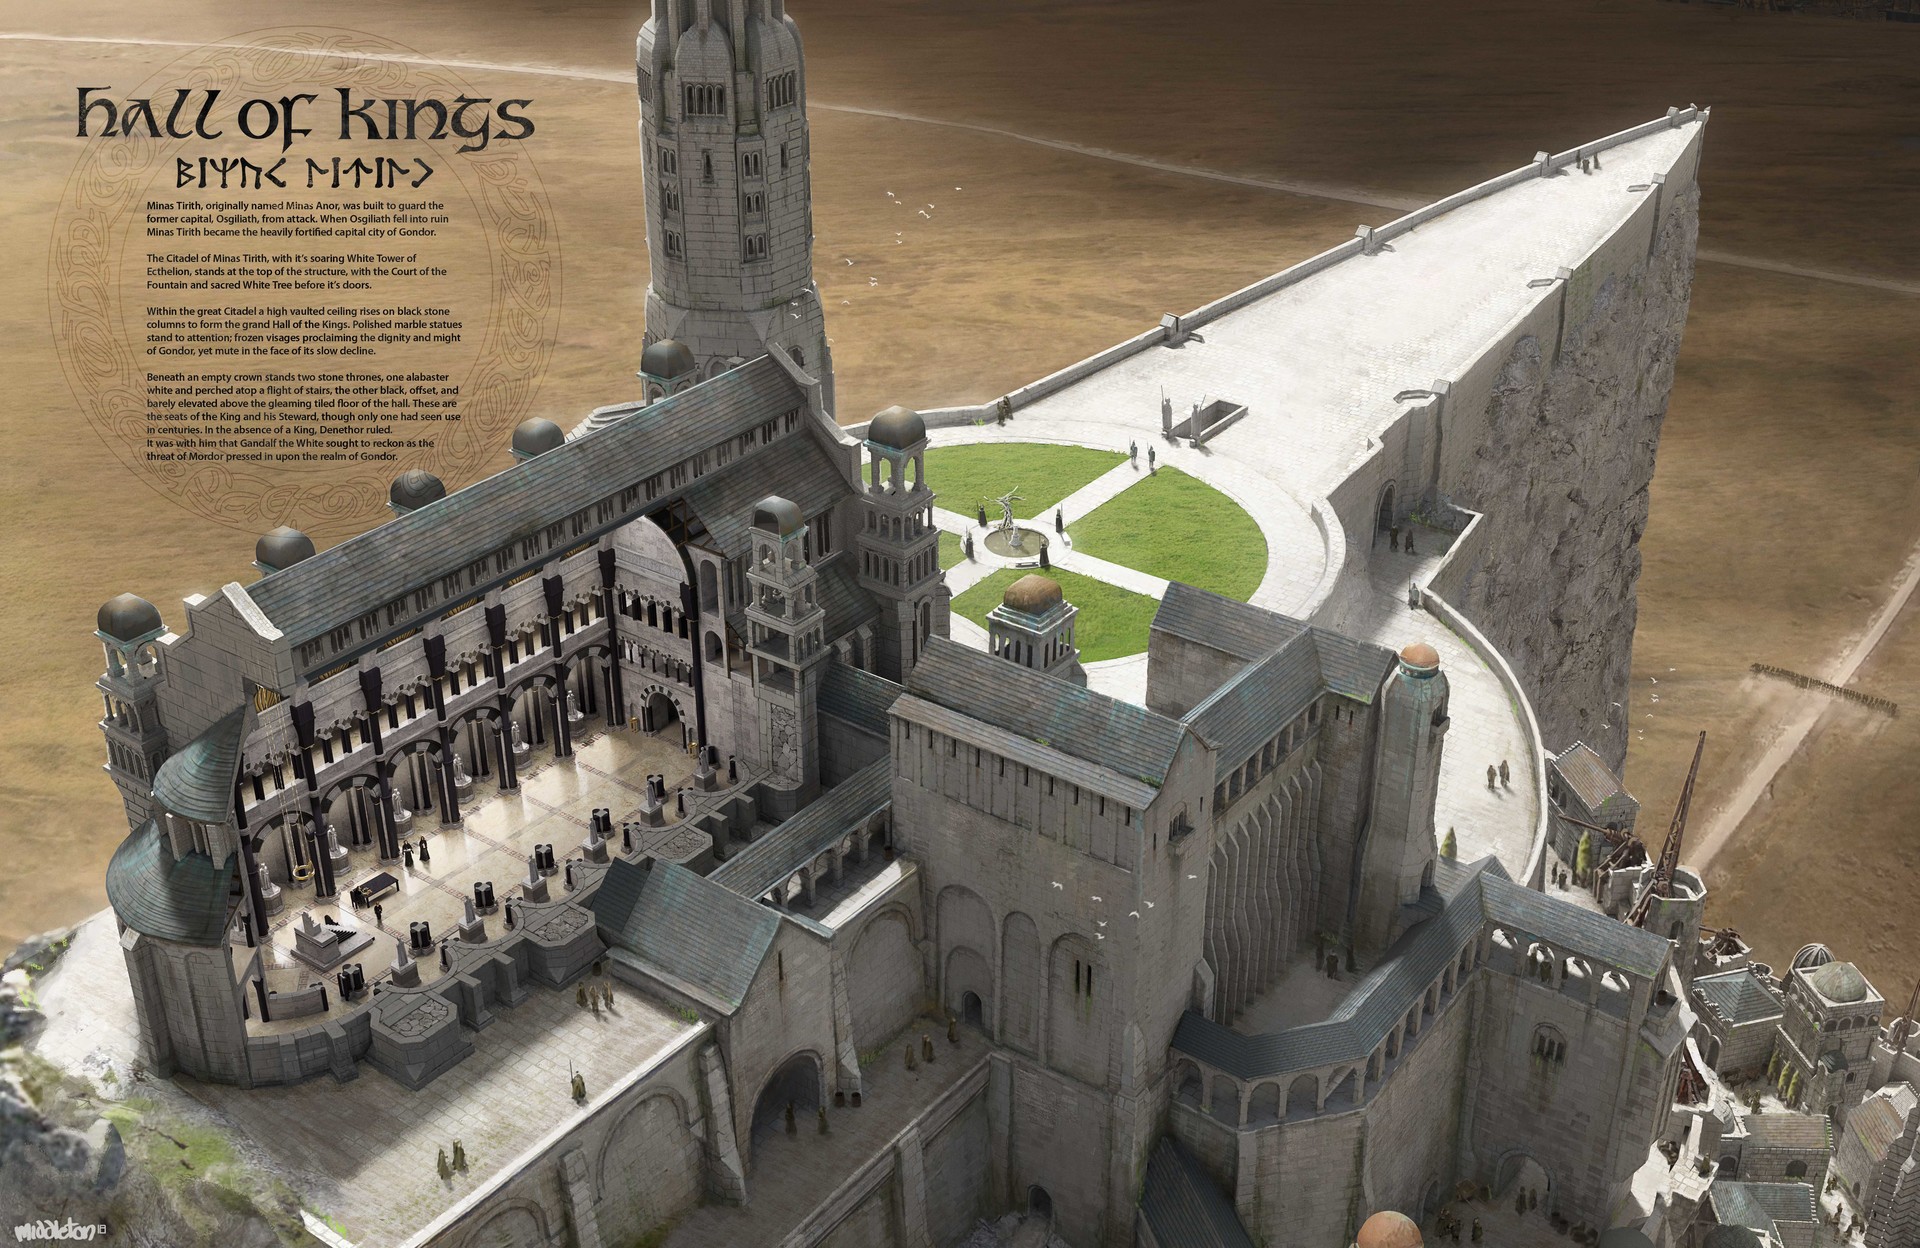 Hall of Kings
Minas Tirith, originally named Minas Anor, was built to guard the
former capital, Osgiliath, from attack. When Osgiliath fell into ruin
Minas Tirith became the heavily fortified capital city of Gondor.
The Citadel of Minas Tirith, with it's soaring White Tower of
Ecthelion, stands at the top of the structure, with the Court of the
Fountain and sacred White Tree before it's doors.
Within the great Citadel a high vaulted ceiling rises on black stone
columns to form the grand Hall of the Kings. Polished marble statues
stand to attention; frozen visages proclaiming the dignity and might
of Gondor, yet mute in the face of its slow decline.
Beneath an empty crown stands two stone thrones, one alabaster
white and perched atop a flight of stairs, the other black, offset, and
barely elevated above the gleaming tiled floor of the hall. These are
the seats of the King and his Steward, though only one had seen use
in centuries. In the absence of a King, Denethor ruled.
It was with him that Gandalf the White sought to reckon as the
threat of Mordor pressed in upon the realm of Gondor.
middleton